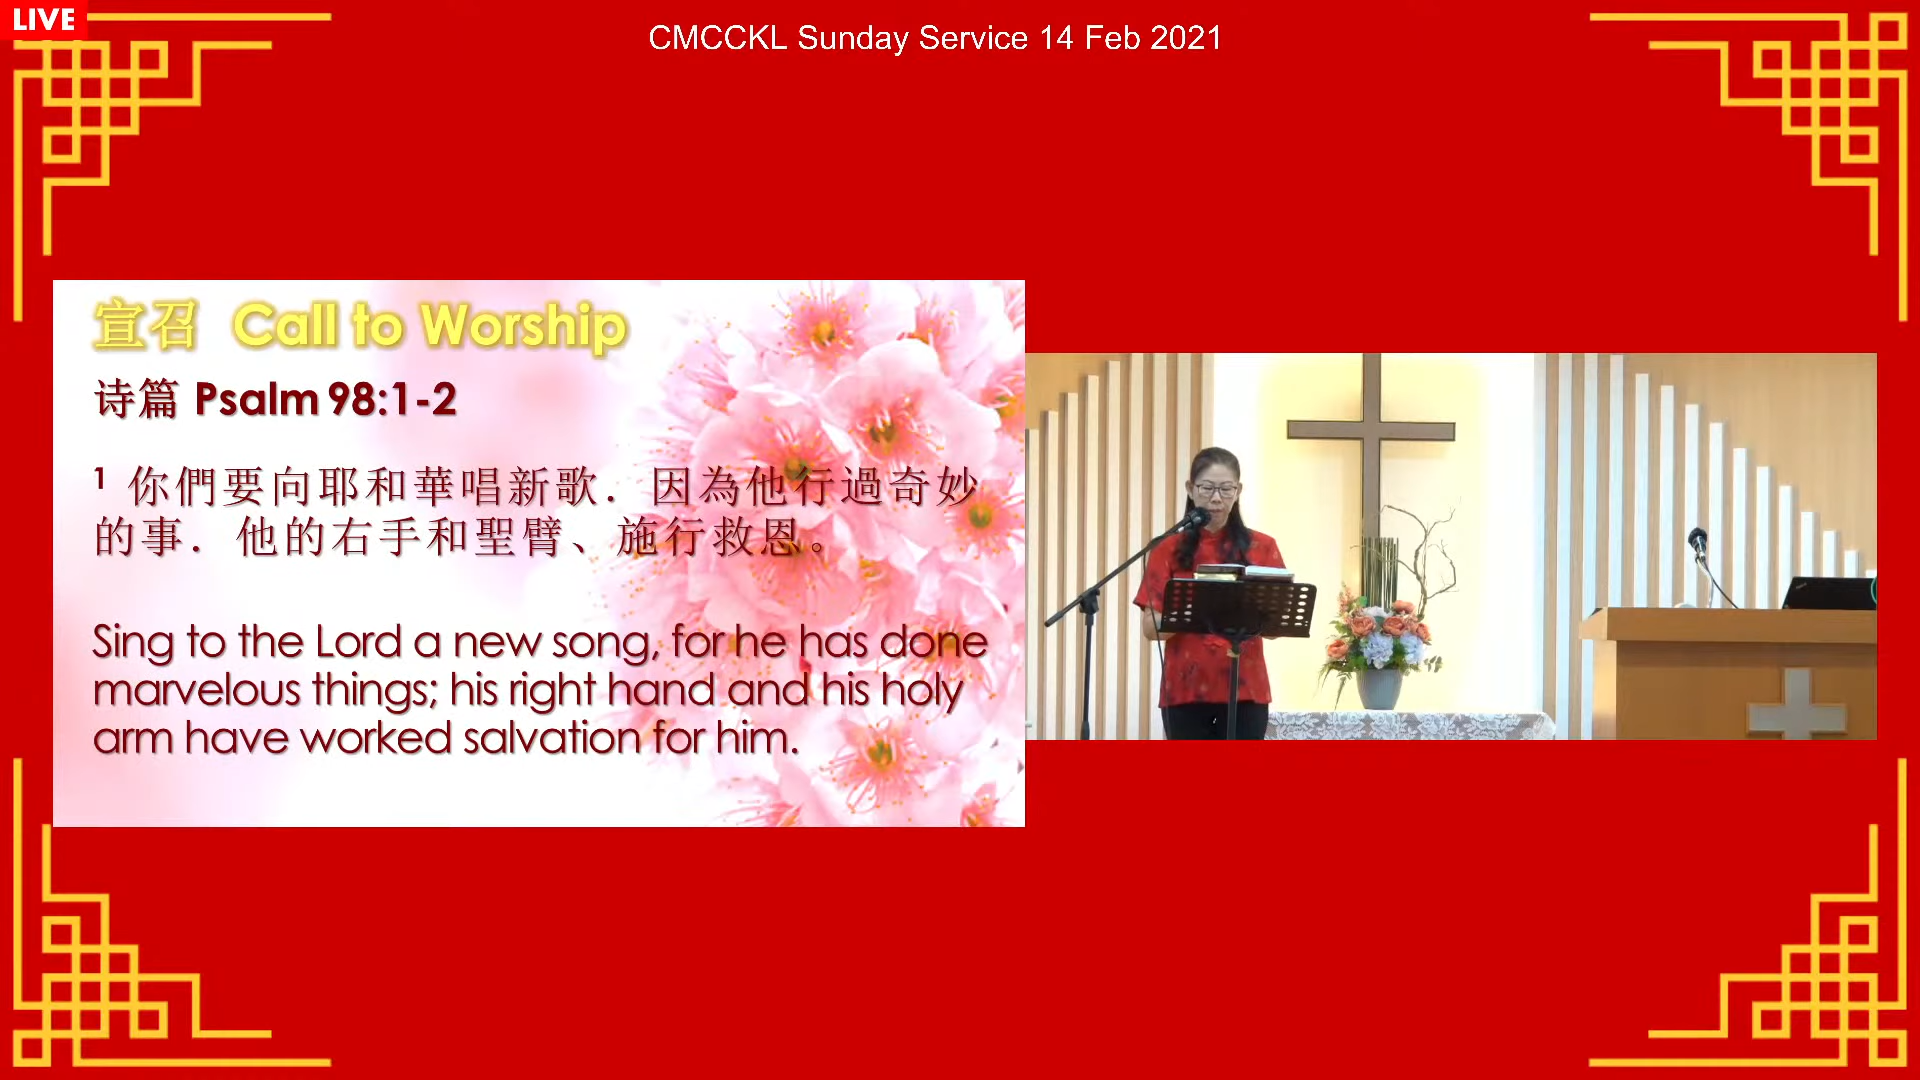 LIVE
CMCCKL Sunday Service 14 Feb 2021
宣召 Call to Worship
诗篇 Psalm 98:1-2
1 你們要向耶和華唱新歌．因為他行過奇妙
的事．他的右手和聖臂、施行救恩。
Sing to the Lord a new song, for he has done
marvelous things; his right hand and his holy
arm have worked salvation for him.